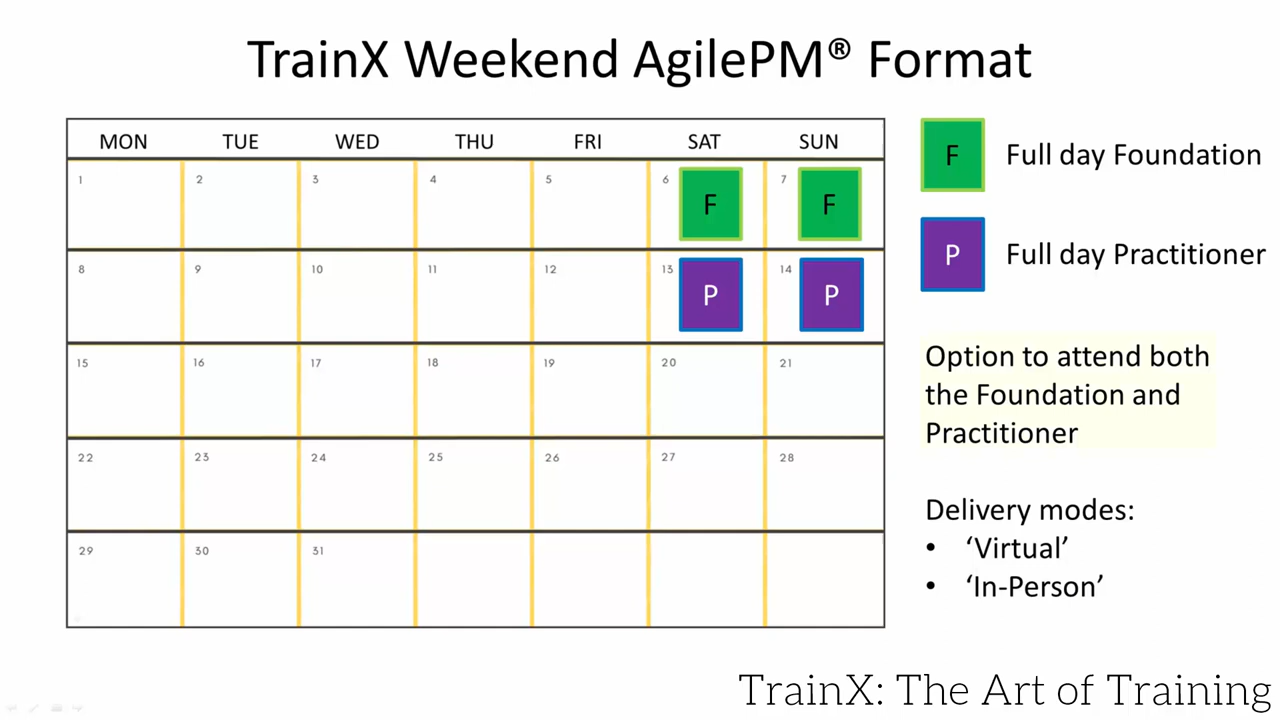 TrainX Weekend AgilePM® Format
MON TUE WED THU FRI SAT SUN
1 2 3 4 5 6 F 7 F
8 9 10 11 12 13 P 14 P
15 16 17 18 19 20 21
22 23 24 25 26 27 28
29 30 31
F Full day Foundation
P Full day Practitioner
Option to attend both
the Foundation and
Practitioner
Delivery modes:
• ‘Virtual’
• ‘In-Person’
TrainX: The Art of Training